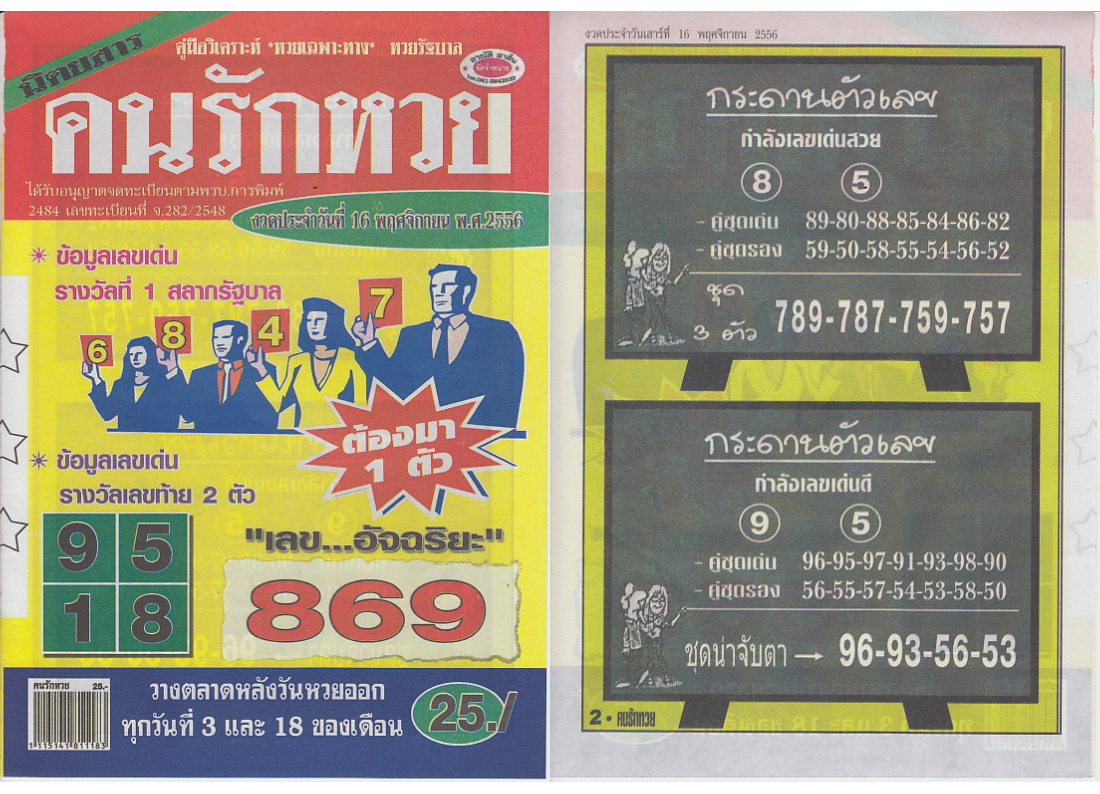 นิตยสาร
คู่มือวิเคราะห์ "หวยเฉพาะทาง" หวยรัฐบาล
คนรักหวย
จัดจำหน่าย
ได้รับอนุญาตจดทะเบียนตามพรบ.การพิมพ์
2484 เลขทะเบียนที่ จ.282/2548
งวดประจำวันที่ 16 พฤศจิกายน พ.ศ.2556
ข้อมูลเลขเด่น
รางวัลที่ 1 สลากรัฐบาล
6 8 4 7
ต้องมา
1 ตัว
ข้อมูลเลขเด่น
รางวัลเลขท้าย 2 ตัว
9 5
1 8
"เลข...อัจฉริยะ"
869
คนรักหวย 25.-
1 115141 811183
วางตลาดหลังวันหวยออก
ทุกวันที่ 3 และ 18 ของเดือน
25./
งวดประจำวันเสาร์ที่ 16 พฤศจิกายน 2556
กระดานตัวเลข
กำลังเลขเด่นสวย
8 5
- คู่ชุดเด่น 89-80-88-85-84-86-82
- คู่ชุดรอง 59-50-58-55-54-56-52
ชุด
3 ตัว 789-787-759-757
กระดานตัวเลข
กำลังเลขเด่นดี
9 5
- คู่ชุดเด่น 96-95-97-91-93-98-90
- คู่ชุดรอง 56-55-57-54-53-58-50
ชุดน่าจับตา → 96-93-56-53
2 • คนรักหวย